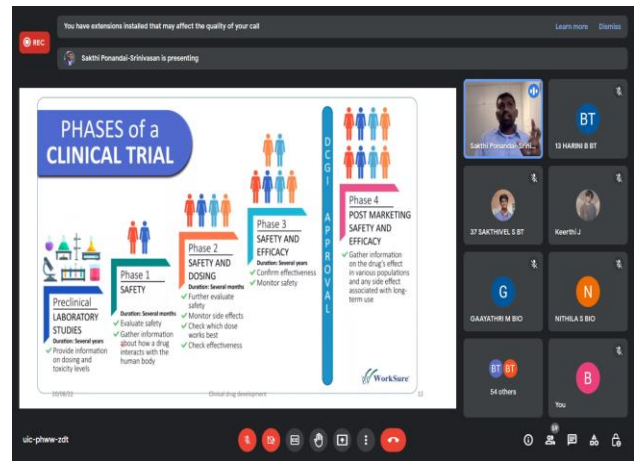 You have extensions installed that may affect the quality of your call
Learn more Dismiss
REC
Sakthi Ponandai-Srinivasan is presenting
PHASES of a
CLINICAL TRIAL
Preclinical
LABORATORY
STUDIES
Duration: Several years
✓ Provide information
on dosing and
toxicity levels
Phase 1
SAFETY
Duration: Several months
✓ Evaluate safety
✓ Gather information
about how a drug
interacts with the
human body
Phase 2
SAFETY AND
DOSING
Duration: Several months
✓ Further evaluate
safety
✓ Monitor side effects
✓ Check which dose
works best
✓ Check effectiveness
Phase 3
SAFETY AND
EFFICACY
Duration: Several years
✓ Confirm effectiveness
✓ Monitor safety
DCGI APPROVAL
Phase 4
POST MARKETING
SAFETY AND
EFFICACY
✓ Gather information
on the drug's effect
in various populations
and any side effect
associated with long-
term use
WorkSure
Clinical drug development
Sakthi Ponandai-Srini...
BT
13 HARINI B BT
37 SAKTHIVEL S BT
Keerthi J
G
GAAYATHRI M BIO
N
NITHILA S BIO
BT BT
54 others
B
You
uic-phww-zdt